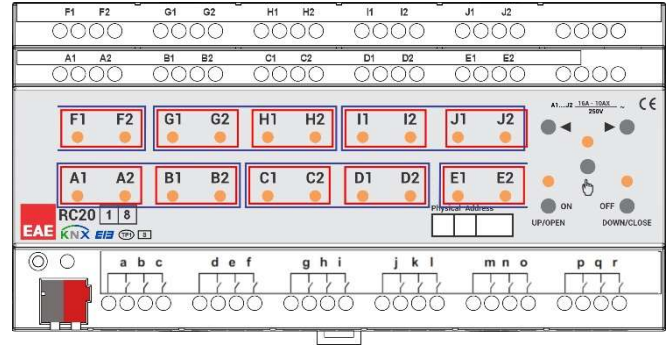 F1 F2 G1 G2 H1 H2 I1 I2 J1 J2
A1 A2 B1 B2 C1 C2 D1 D2 E1 E2
A1....J2 16A - 10AX ~ CE
250V
F1 F2 G1 G2 H1 H2 I1 I2 J1 J2
A1 A2 B1 B2 C1 C2 D1 D2 E1 E2
RC20 1 8
Physical Address
ON OFF
UP/OPEN DOWN/CLOSE
EAE KNX EIB TP1 S
a b c d e f g h i j k l m n o p q r